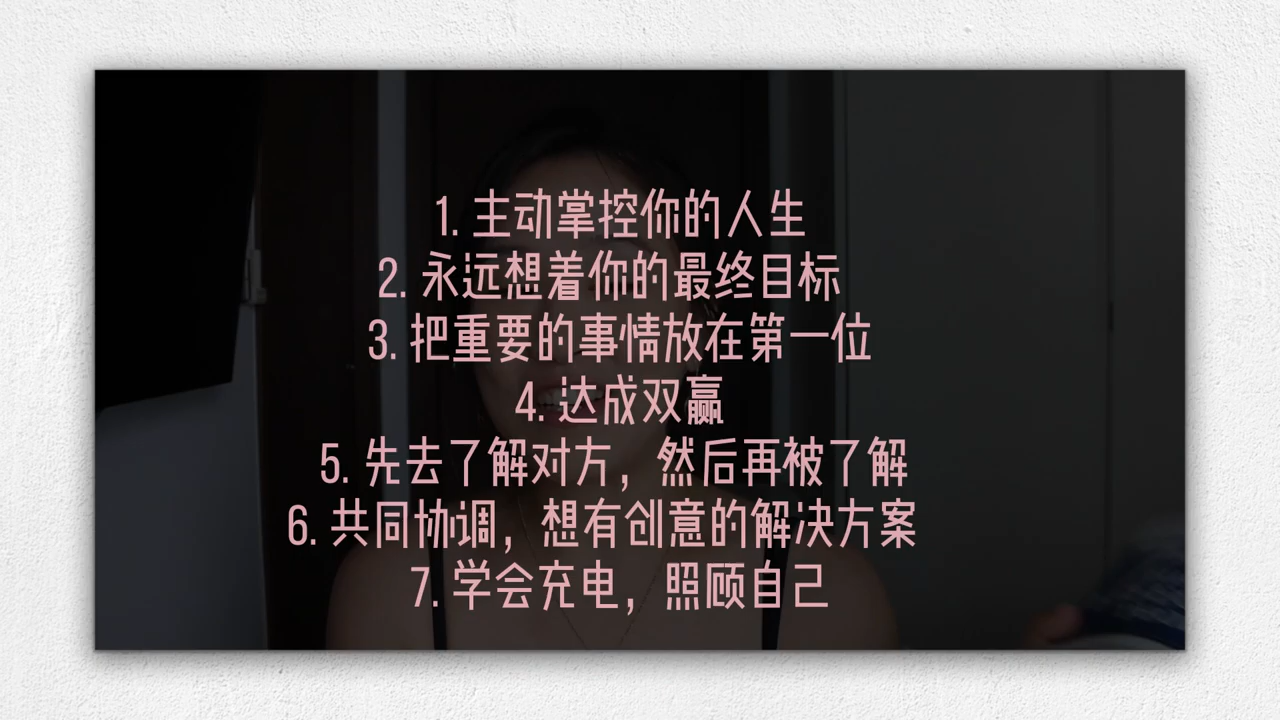 1. 主动掌控你的人生
2. 永远想着你的最终目标
3. 把重要的事情放在第一位
4. 达成双赢
5. 先去了解对方，然后再被了解
6. 共同协调，想有创意的解决方案
7. 学会充电，照顾自己